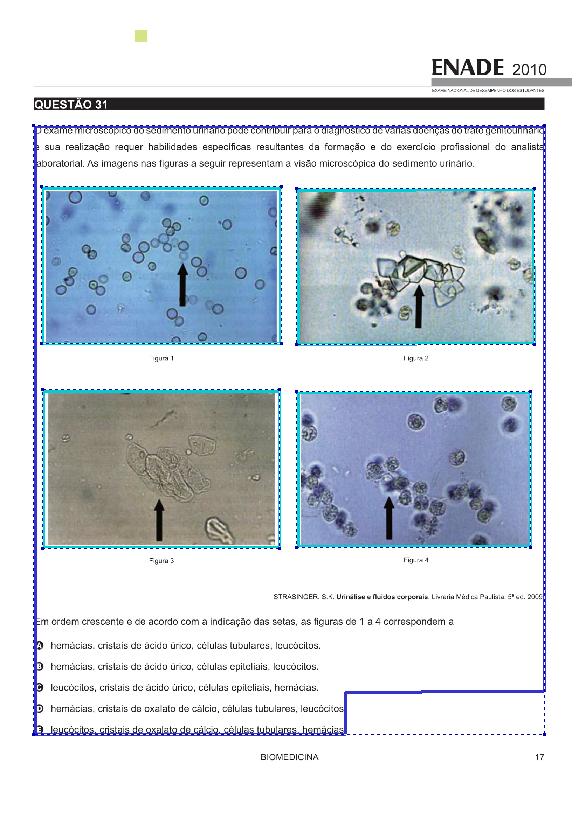 ENADE 2010
EXAME NACIONAL DE DESEMPENHO DOS ESTUDANTES
QUESTÃO 31
O exame microscópico do sedimento urinário pode contribuir para o diagnóstico de várias doenças do trato genitourinário
e sua realização requer habilidades específicas resultantes da formação e do exercício profissional do analista
laboratorial. As imagens nas figuras a seguir representam a visão microscópica do sedimento urinário.
Figura 1
Figura 2
Figura 3
Figura 4
STRASINGER, S.K. Urinálise e fluidos corporais. Livraria Médica Paulista. 5ª ed. 2009.
Em ordem crescente e de acordo com a indicação das setas, as figuras de 1 a 4 correspondem a
A hemácias, cristais de ácido úrico, células tubulares, leucócitos.
B hemácias, cristais de ácido úrico, células epiteliais, leucócitos.
C leucócitos, cristais de ácido úrico, células epiteliais, hemácias.
D hemácias, cristais de oxalato de cálcio, células tubulares, leucócitos.
E leucócitos, cristais de oxalato de cálcio, células tubulares, hemácias.
BIOMEDICINA
17